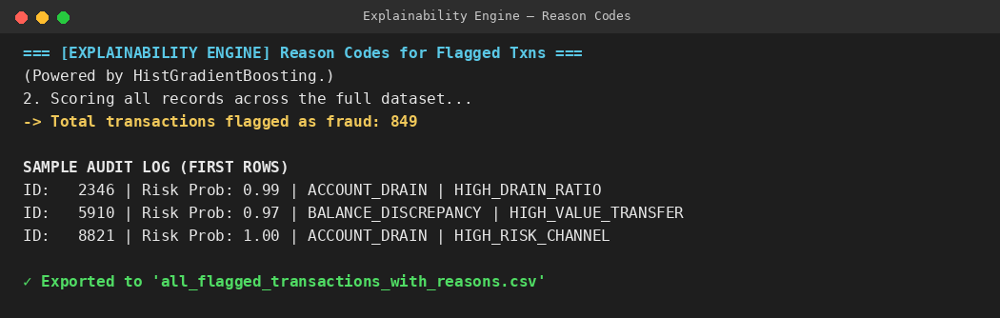 Explainability Engine — Reason Codes
=== [EXPLAINABILITY ENGINE] Reason Codes for Flagged Txns ===
(Powered by HistGradientBoosting.)
2. Scoring all records across the full dataset...
-> Total transactions flagged as fraud: 849
SAMPLE AUDIT LOG (FIRST ROWS)
ID:   2346 | Risk Prob: 0.99 | ACCOUNT_DRAIN | HIGH_DRAIN_RATIO
ID:   5910 | Risk Prob: 0.97 | BALANCE_DISCREPANCY | HIGH_VALUE_TRANSFER
ID:   8821 | Risk Prob: 1.00 | ACCOUNT_DRAIN | HIGH_RISK_CHANNEL
✓ Exported to 'all_flagged_transactions_with_reasons.csv'